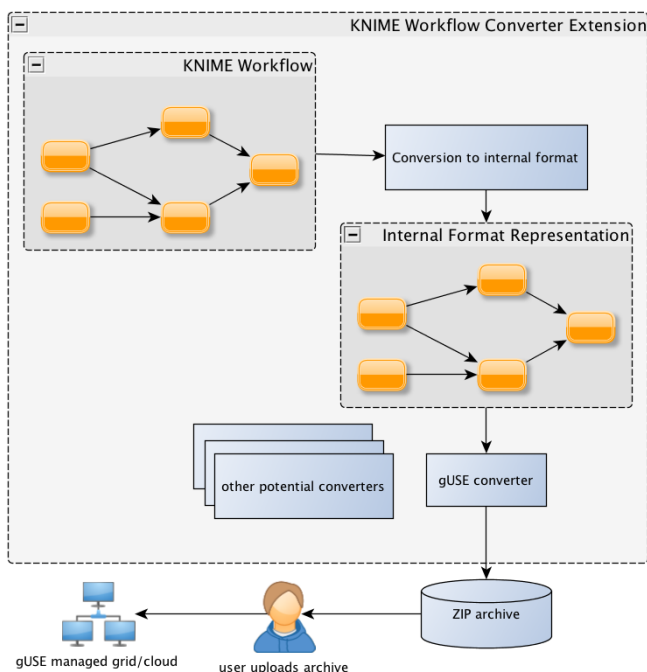 KNIME Workflow Converter Extension
KNIME Workflow
Conversion to internal format
Internal Format Representation
other potential converters
gUSE converter
ZIP archive
gUSE managed grid/cloud
user uploads archive